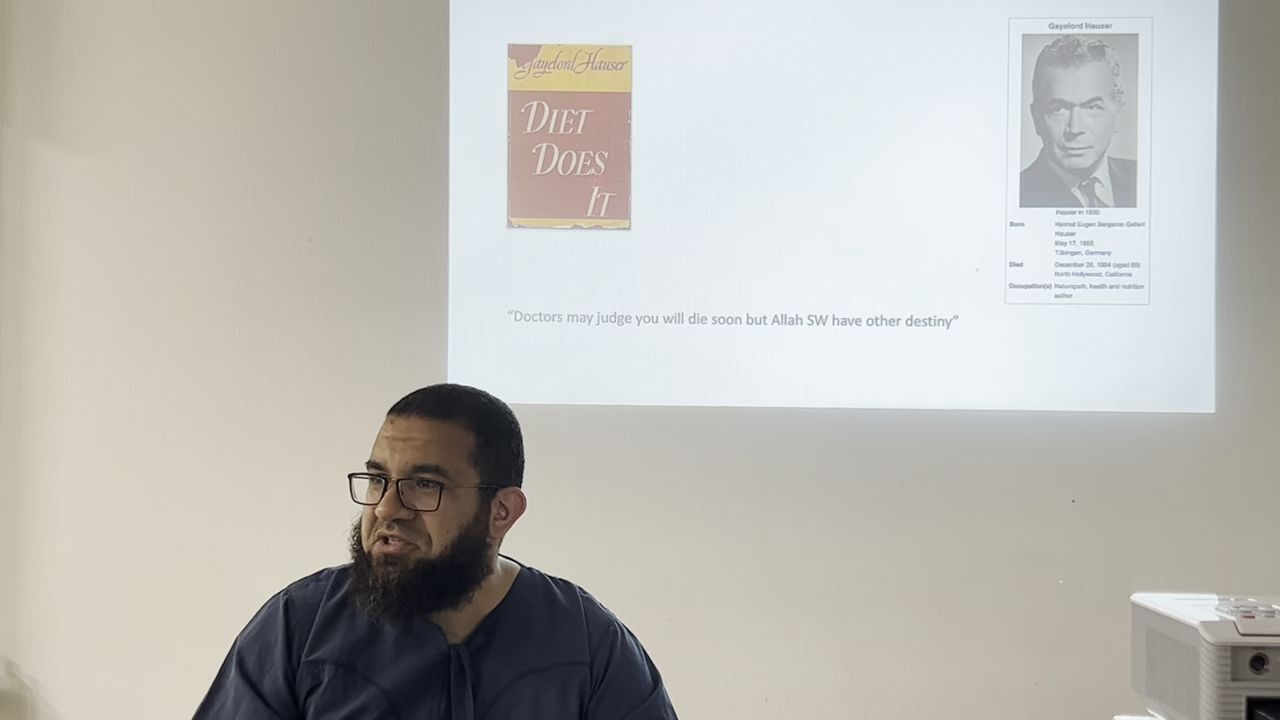 Gayelord Hauser
DIET
DOES
IT
Gayelord Hauser
Hauser in 1930
Born Helmut Eugen Benjamin Gellert
Hauser
May 17, 1895
Tübingen, Germany
Died December 26, 1984 (aged 89)
North Hollywood, California
Occupation(s) Naturopath, health and nutrition
author
“Doctors may judge you will die soon but Allah SW have other destiny”